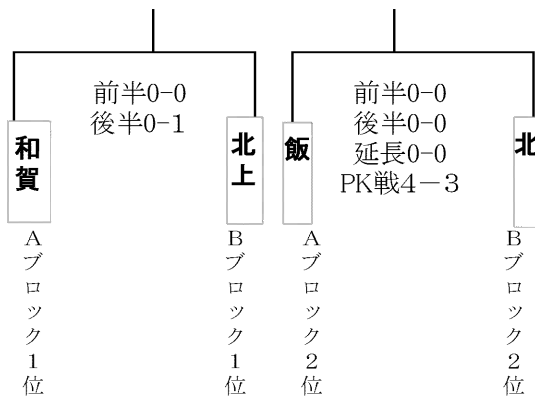 前半0-0
後半0-1
和賀
北上
Aブロック1位
Bブロック1位
前半0-0
後半0-0
延長0-0
PK戦4－3
飯
北
Aブロック2位
Bブロック2位